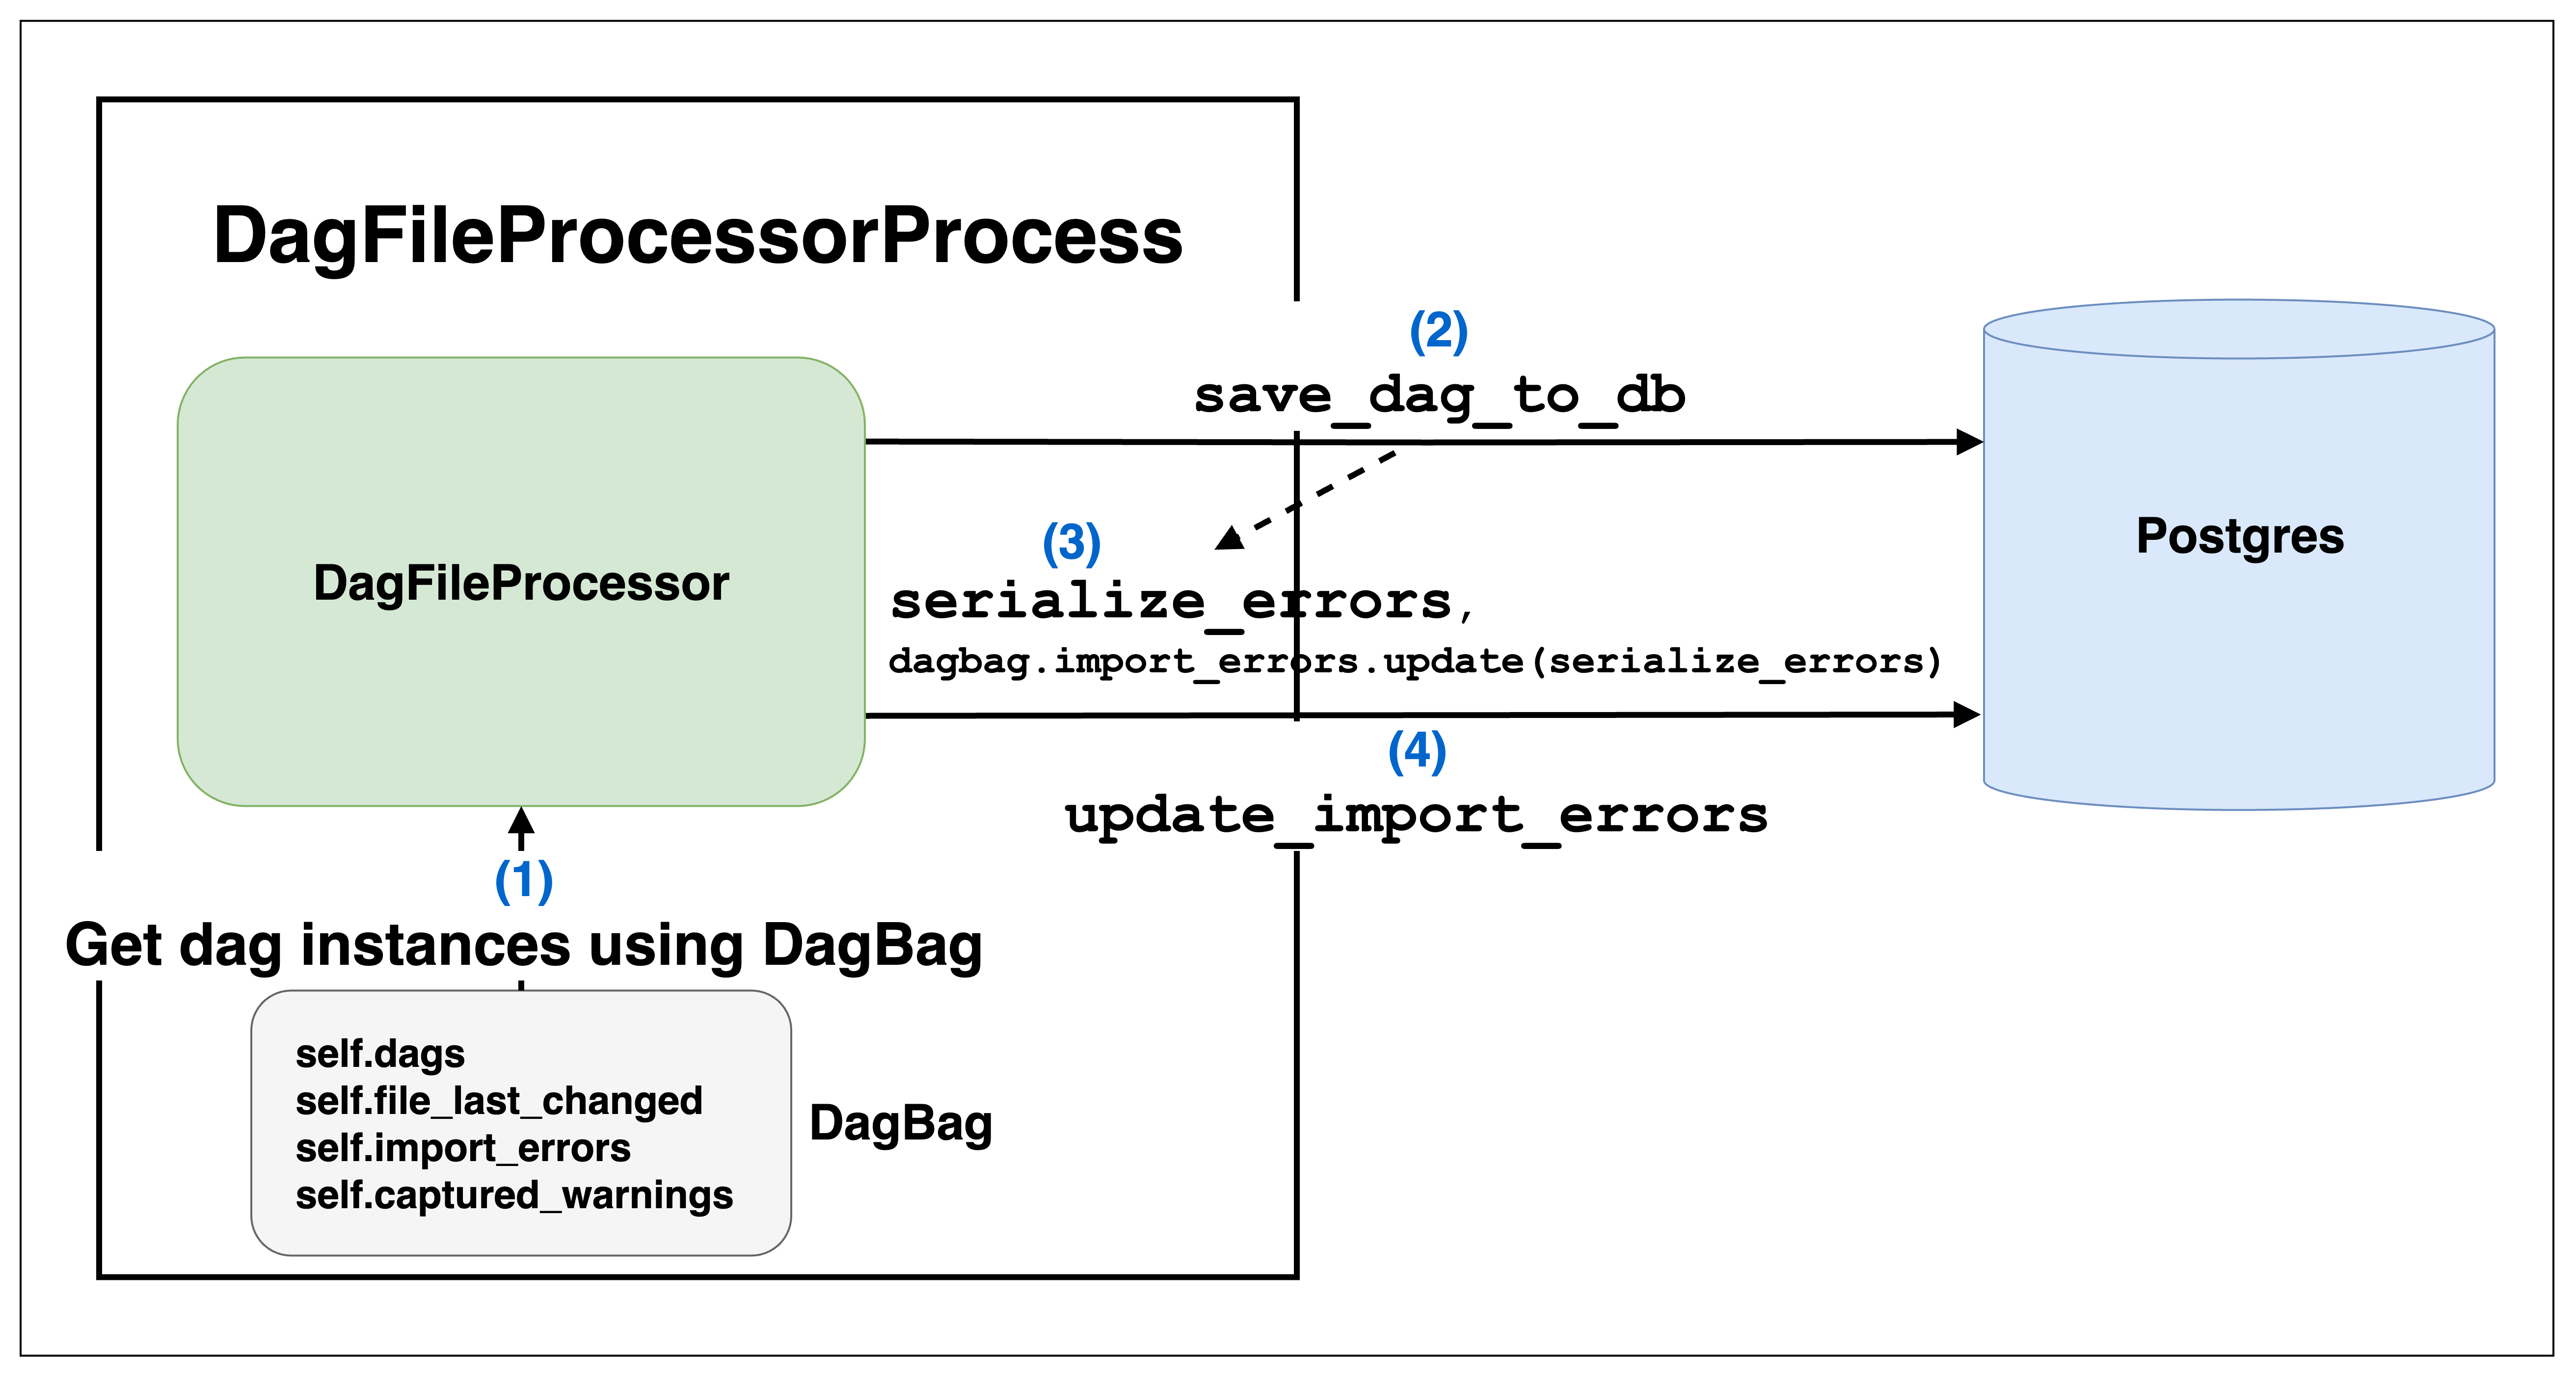 DagFileProcessorProcess
(2)
save_dag_to_db
Postgres
(3)
DagFileProcessor
serialize_errors,
dagbag.import_errors.update(serialize_errors)
(4)
update_import_errors
(1)
Get dag instances using DagBag
self.dags
self.file_last_changed
self.import_errors
self.captured_warnings
DagBag